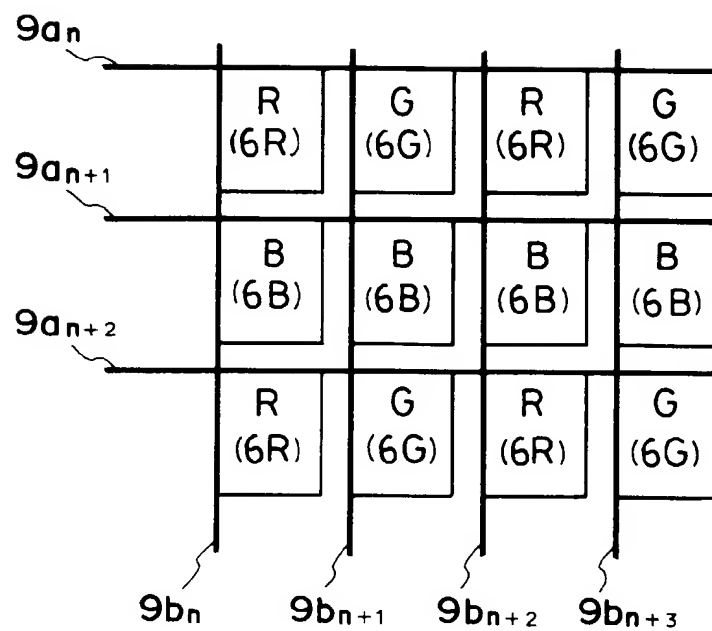 9aₙ
R G R G
(6R) (6G) (6R) (6G)
9aₙ₊₁
B B B B
(6B) (6B) (6B) (6B)
9aₙ₊₂
R G R G
(6R) (6G) (6R) (6G)
9bₙ 9bₙ₊₁ 9bₙ₊₂ 9bₙ₊₃